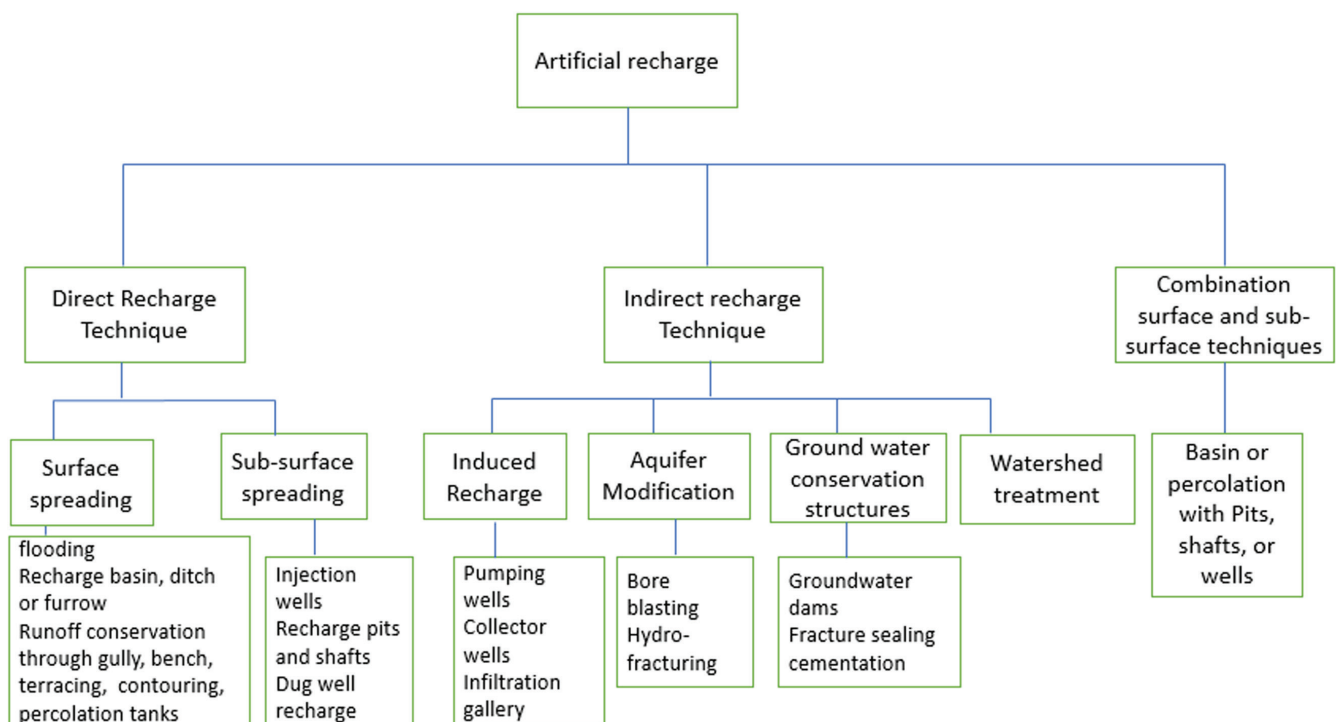 Artificial recharge
Direct Recharge
Technique
Indirect recharge
Technique
Combination
surface and sub-
surface techniques
Surface
spreading
Sub-surface
spreading
Induced
Recharge
Aquifer
Modification
Ground water
conservation
structures
Watershed
treatment
Basin or
percolation
with Pits,
shafts, or
wells
flooding
Recharge basin, ditch
or furrow
Runoff conservation
through gully, bench,
terracing, contouring,
percolation tanks
Injection
wells
Recharge pits
and shafts
Dug well
recharge
Pumping
wells
Collector
wells
Infiltration
gallery
Bore
blasting
Hydro-
fracturing
Groundwater
dams
Fracture sealing
cementation